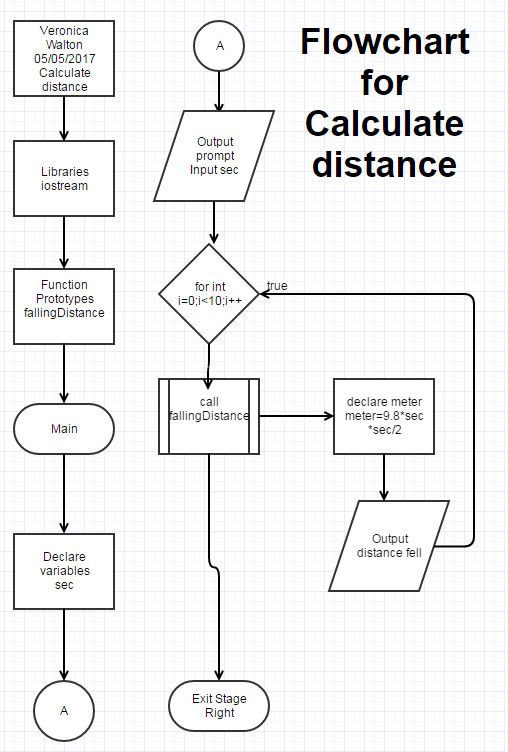 Veronica
Walton
05/05/2017
Calculate
distance
Libraries
iostream
Function
Prototypes
fallingDistance
Main
Declare
variables
sec
A
A
Output
prompt
Input sec
for int
i=0;i<10;i++
true
call
fallingDistance
declare meter
meter=9.8*sec
*sec/2
Output
distance fell
Exit Stage
Right
Flowchart
for
Calculate
distance